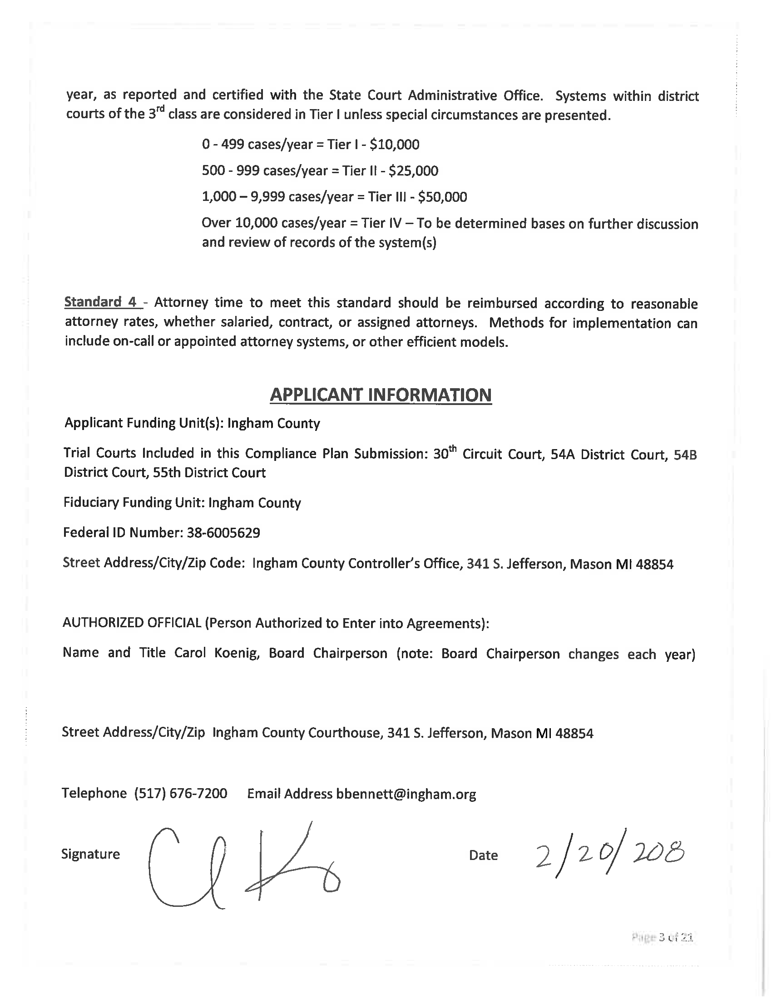 year, as reported and certified with the State Court Administrative Office. Systems within district
courts of the 3rd class are considered in Tier I unless special circumstances are presented.
0 - 499 cases/year = Tier I - $10,000
500 - 999 cases/year = Tier II - $25,000
1,000 – 9,999 cases/year = Tier III - $50,000
Over 10,000 cases/year = Tier IV – To be determined bases on further discussion
and review of records of the system(s)
Standard 4 - Attorney time to meet this standard should be reimbursed according to reasonable
attorney rates, whether salaried, contract, or assigned attorneys. Methods for implementation can
include on-call or appointed attorney systems, or other efficient models.
APPLICANT INFORMATION
Applicant Funding Unit(s): Ingham County
Trial Courts Included in this Compliance Plan Submission: 30th Circuit Court, 54A District Court, 54B
District Court, 55th District Court
Fiduciary Funding Unit: Ingham County
Federal ID Number: 38-6005629
Street Address/City/Zip Code: Ingham County Controller's Office, 341 S. Jefferson, Mason MI 48854
AUTHORIZED OFFICIAL (Person Authorized to Enter into Agreements):
Name and Title Carol Koenig, Board Chairperson (note: Board Chairperson changes each year)
Street Address/City/Zip Ingham County Courthouse, 341 S. Jefferson, Mason MI 48854
Telephone (517) 676-7200 Email Address bbennett@ingham.org
Signature Date 2/20/208
Page 3 of 21